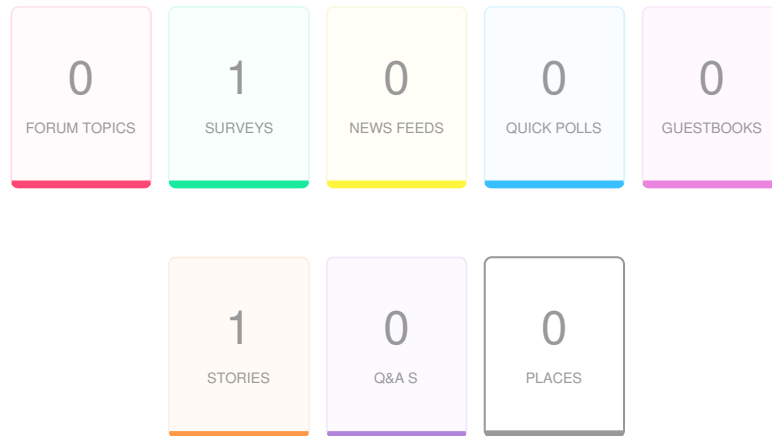 0 1 0 0 0
FORUM TOPICS SURVEYS NEWS FEEDS QUICK POLLS GUESTBOOKS
1 0 0
STORIES Q&A S PLACES